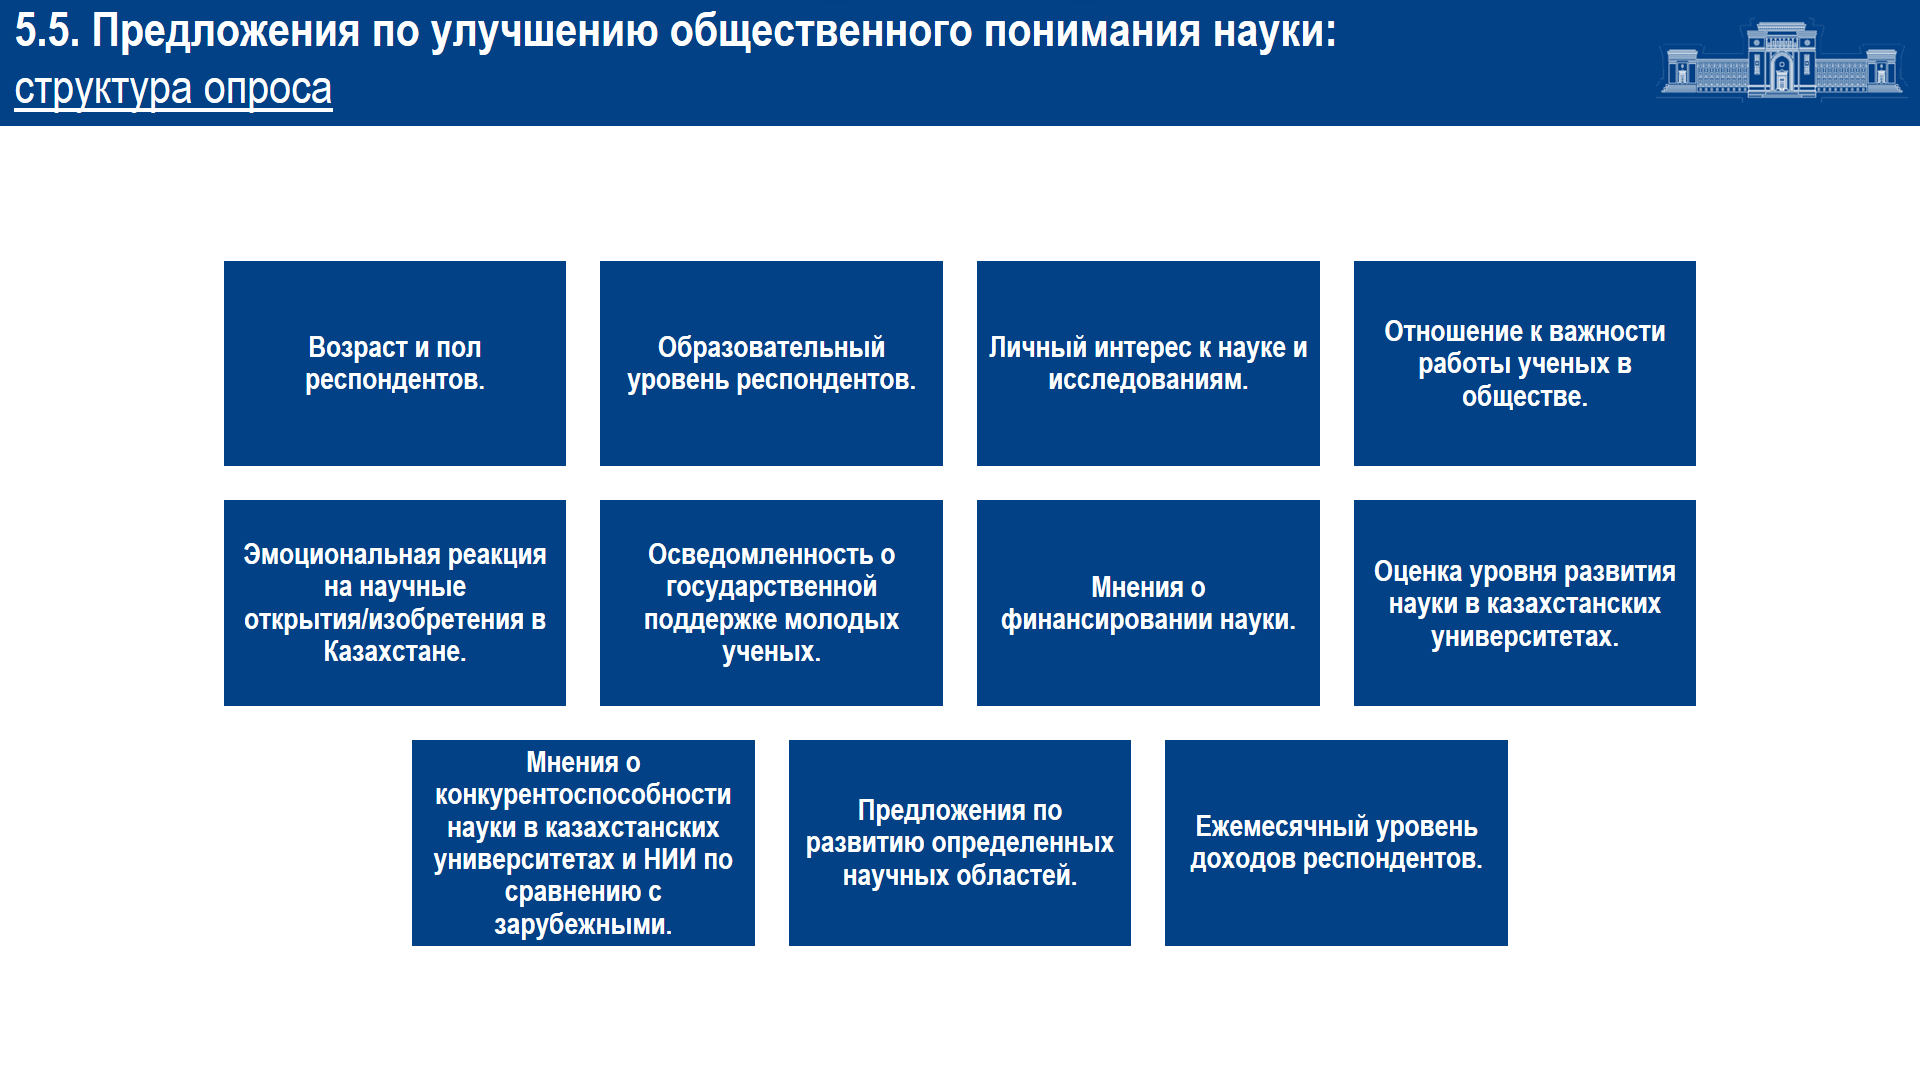 5.5. Предложения по улучшению общественного понимания науки:
структура опроса
Возраст и пол
респондентов.
Образовательный
уровень респондентов.
Личный интерес к науке и
исследованиям.
Отношение к важности
работы ученых в
обществе.
Эмоциональная реакция
на научные
открытия/изобретения в
Казахстане.
Осведомленность о
государственной
поддержке молодых
ученых.
Мнения о
финансировании науки.
Оценка уровня развития
науки в казахстанских
университетах.
Мнения о
конкурентоспособности
науки в казахстанских
университетах и НИИ по
сравнению с
зарубежными.
Предложения по
развитию определенных
научных областей.
Ежемесячный уровень
доходов респондентов.